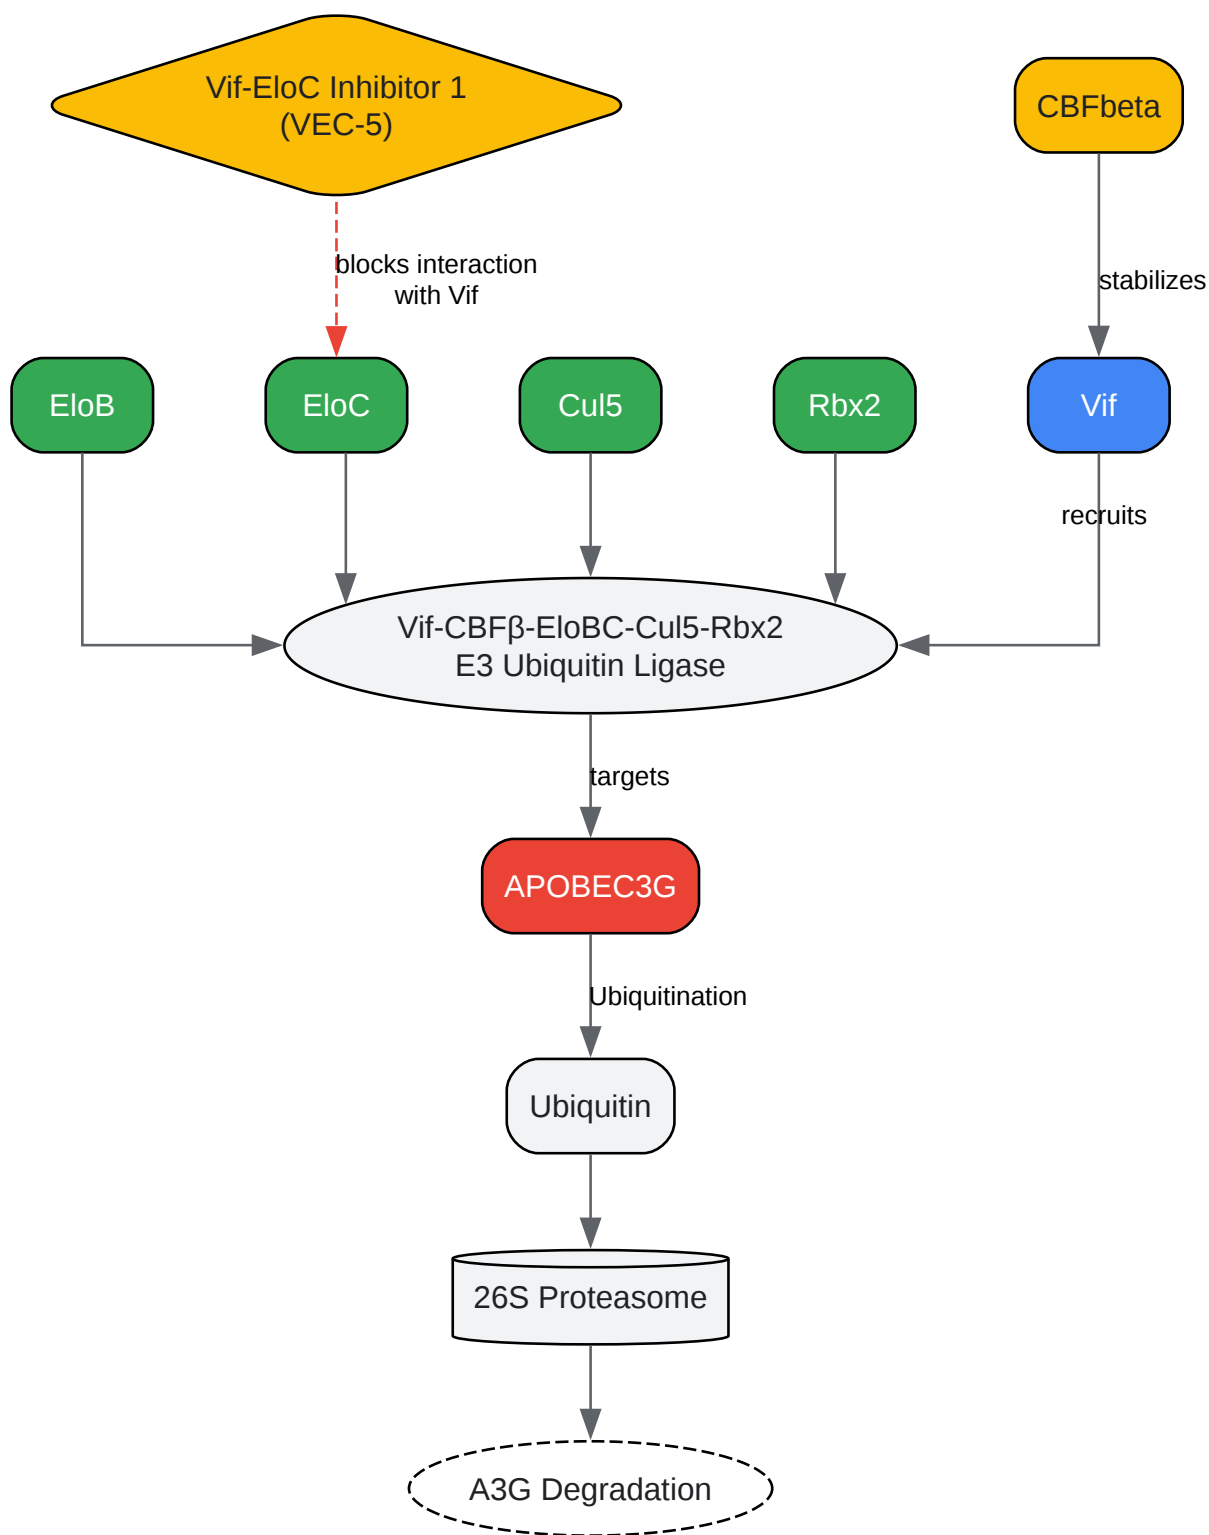 Vif-EloC Inhibitor 1
(VEC-5)
CBFbeta
blocks interaction
with Vif
stabilizes
EloB
EloC
Cul5
Rbx2
Vif
recruits
Vif-CBFβ-EloBC-Cul5-Rbx2
E3 Ubiquitin Ligase
targets
APOBEC3G
Ubiquitination
Ubiquitin
26S Proteasome
A3G Degradation